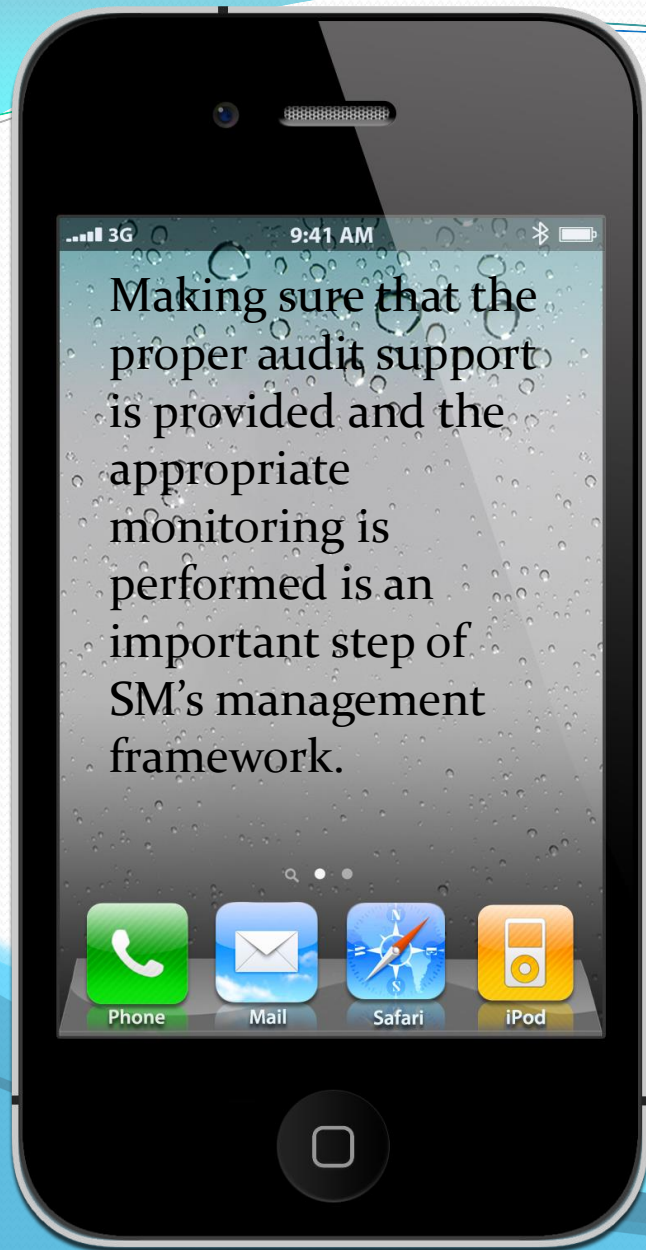 3G 9:41 AM
Making sure that the
proper audit support
is provided and the
appropriate
monitoring is
performed is an
important step of
SM’s management
framework.
N
S
Phone Mail Safari iPod